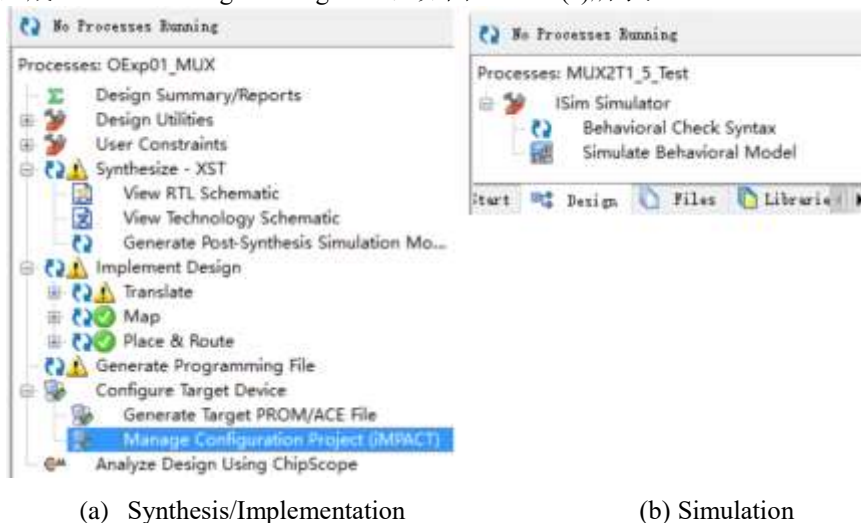 No Processes Running
Processes: OExp01_MUX
Design Summary/Reports
Design Utilities
User Constraints
Synthesize - XST
View RTL Schematic
View Technology Schematic
Generate Post-Synthesis Simulation Mo...
Implement Design
Translate
Map
Place & Route
Generate Programming File
Configure Target Device
Generate Target PROM/ACE File
Manage Configuration Project (iMPACT)
Analyze Design Using ChipScope
No Processes Running
Processes: MUX2T1_5_Test
ISim Simulator
Behavioral Check Syntax
Simulate Behavioral Model
Start Design Files Librarie
(a) Synthesis/Implementation
(b) Simulation